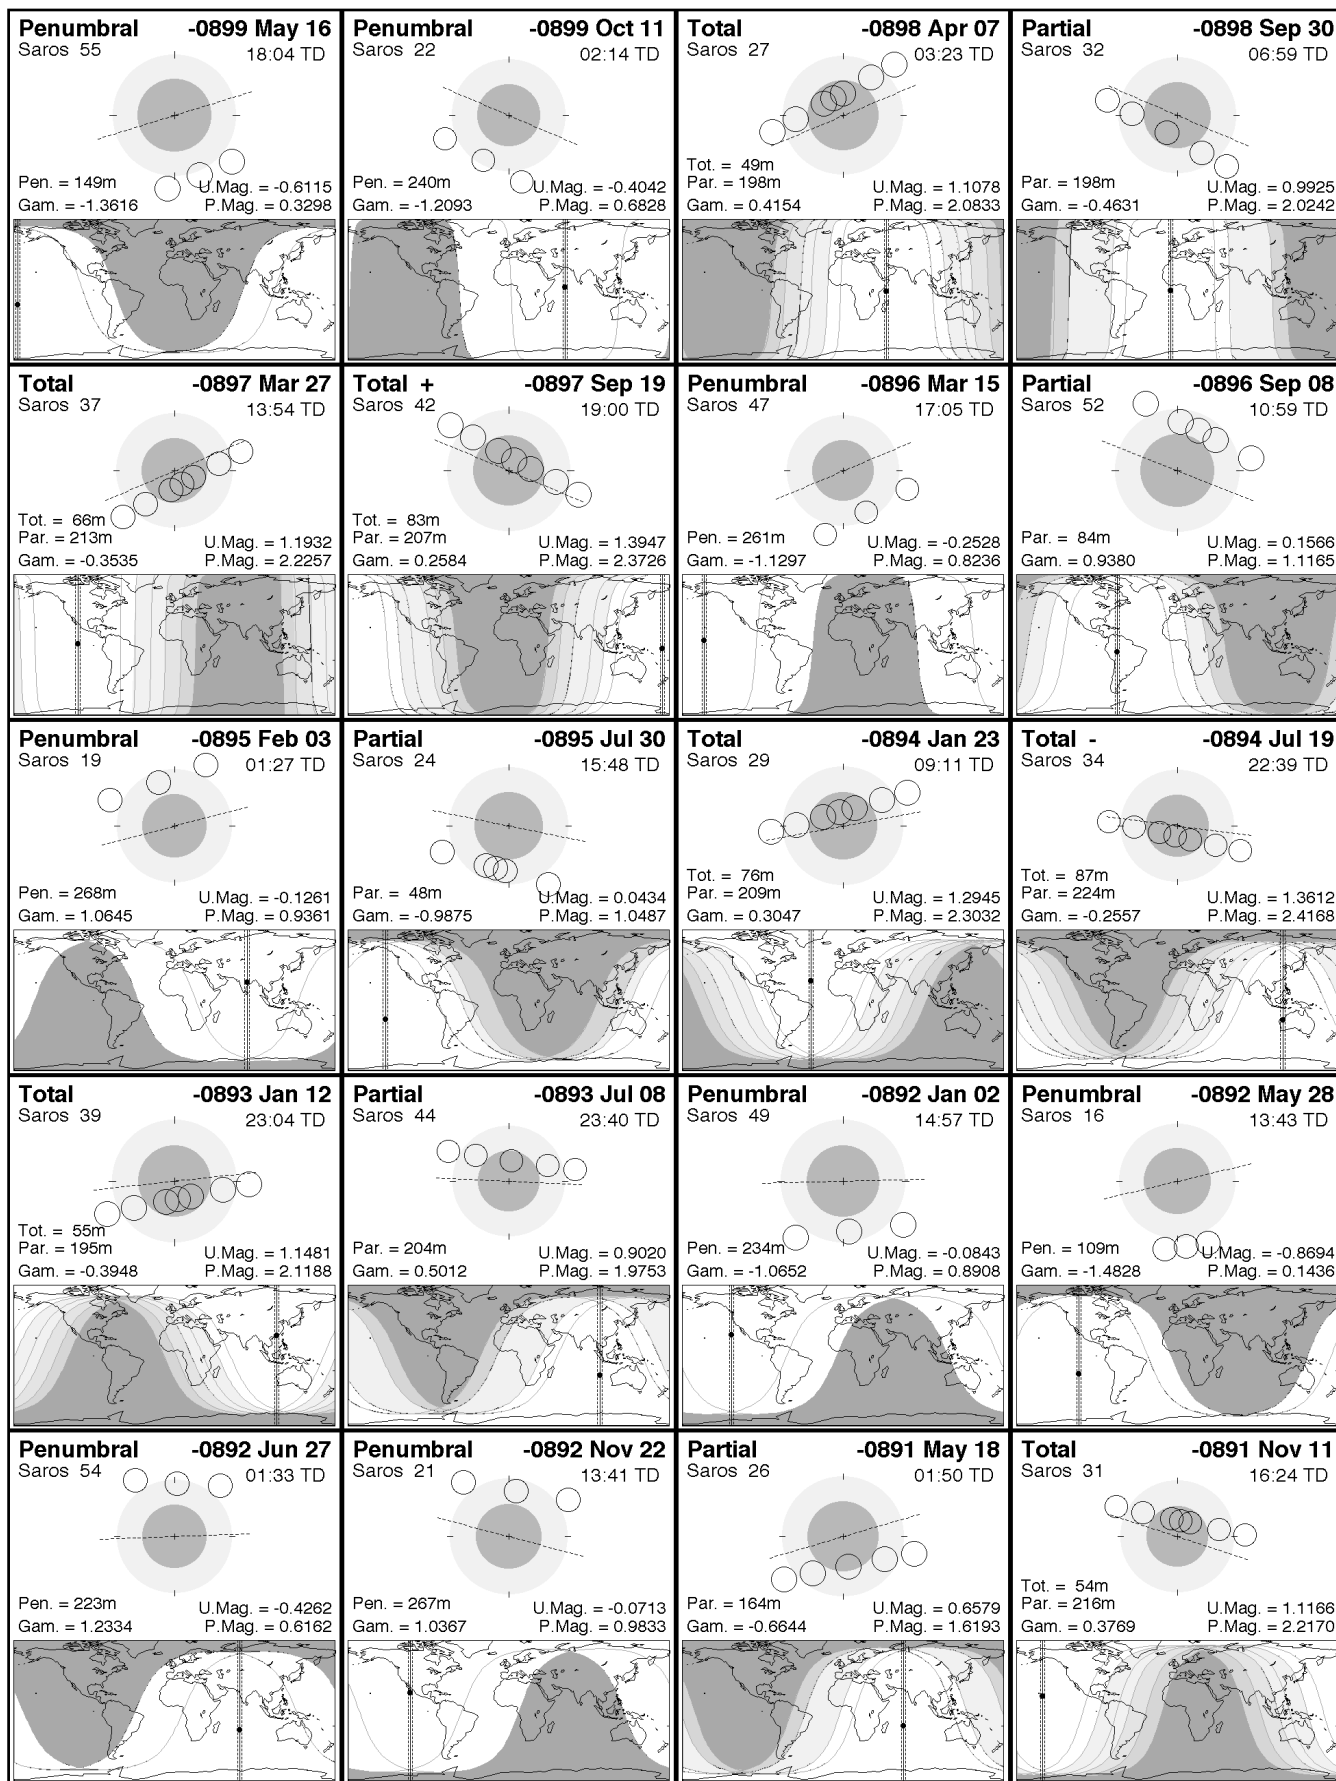 Penumbral -0899 May 16
Saros 55 18:04 TD
Pen. = 149m U.Mag. = -0.6115
Gam. = -1.3616 P.Mag. = 0.3298
Penumbral -0899 Oct 11
Saros 22 02:14 TD
Pen. = 240m U.Mag. = -0.4042
Gam. = -1.2093 P.Mag. = 0.6828
Total -0898 Apr 07
Saros 27 03:23 TD
Tot. = 49m
Par. = 198m U.Mag. = 1.1078
Gam. = 0.4154 P.Mag. = 2.0833
Partial -0898 Sep 30
Saros 32 06:59 TD
Par. = 198m U.Mag. = 0.9925
Gam. = -0.4631 P.Mag. = 2.0242
Total -0897 Mar 27
Saros 37 13:54 TD
Tot. = 66m
Par. = 213m U.Mag. = 1.1932
Gam. = -0.3535 P.Mag. = 2.2257
Total + -0897 Sep 19
Saros 42 19:00 TD
Tot. = 83m
Par. = 207m U.Mag. = 1.3947
Gam. = 0.2584 P.Mag. = 2.3726
Penumbral -0896 Mar 15
Saros 47 17:05 TD
Pen. = 261m U.Mag. = -0.2528
Gam. = -1.1297 P.Mag. = 0.8236
Partial -0896 Sep 08
Saros 52 10:59 TD
Par. = 84m U.Mag. = 0.1566
Gam. = 0.9380 P.Mag. = 1.1165
Penumbral -0895 Feb 03
Saros 19 01:27 TD
Pen. = 268m U.Mag. = -0.1261
Gam. = 1.0645 P.Mag. = 0.9361
Partial -0895 Jul 30
Saros 24 15:48 TD
Par. = 48m U.Mag. = 0.0434
Gam. = -0.9875 P.Mag. = 1.0487
Total -0894 Jan 23
Saros 29 09:11 TD
Tot. = 76m
Par. = 209m U.Mag. = 1.2945
Gam. = 0.3047 P.Mag. = 2.3032
Total - -0894 Jul 19
Saros 34 22:39 TD
Tot. = 87m
Par. = 224m U.Mag. = 1.3612
Gam. = -0.2557 P.Mag. = 2.4168
Total -0893 Jan 12
Saros 39 23:04 TD
Tot. = 55m
Par. = 195m U.Mag. = 1.1481
Gam. = -0.3948 P.Mag. = 2.1188
Partial -0893 Jul 08
Saros 44 23:40 TD
Par. = 204m U.Mag. = 0.9020
Gam. = 0.5012 P.Mag. = 1.9753
Penumbral -0892 Jan 02
Saros 49 14:57 TD
Pen. = 234m U.Mag. = -0.0843
Gam. = -1.0652 P.Mag. = 0.8908
Penumbral -0892 May 28
Saros 16 13:43 TD
Pen. = 109m U.Mag. = -0.8694
Gam. = -1.4828 P.Mag. = 0.1436
Penumbral -0892 Jun 27
Saros 54 01:33 TD
Pen. = 223m U.Mag. = -0.4262
Gam. = 1.2334 P.Mag. = 0.6162
Penumbral -0892 Nov 22
Saros 21 13:41 TD
Pen. = 267m U.Mag. = -0.0713
Gam. = 1.0367 P.Mag. = 0.9833
Partial -0891 May 18
Saros 26 01:50 TD
Par. = 164m U.Mag. = 0.6579
Gam. = -0.6644 P.Mag. = 1.6193
Total -0891 Nov 11
Saros 31 16:24 TD
Tot. = 54m
Par. = 216m U.Mag. = 1.1166
Gam. = 0.3769 P.Mag. = 2.2170